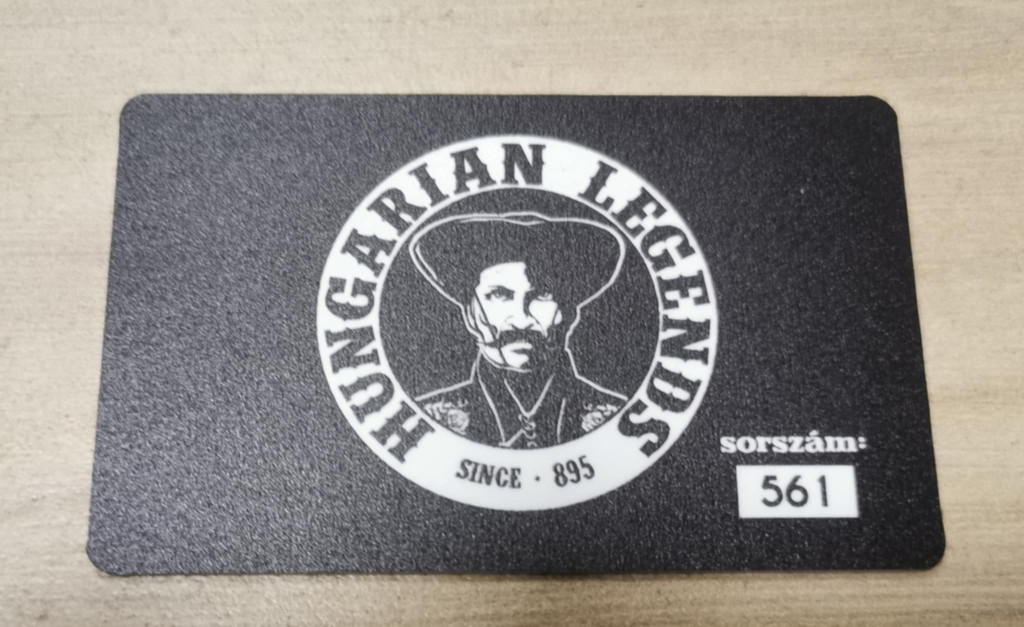 HUNGARIAN LEGENDS
SINCE · 895
sorszám:
561